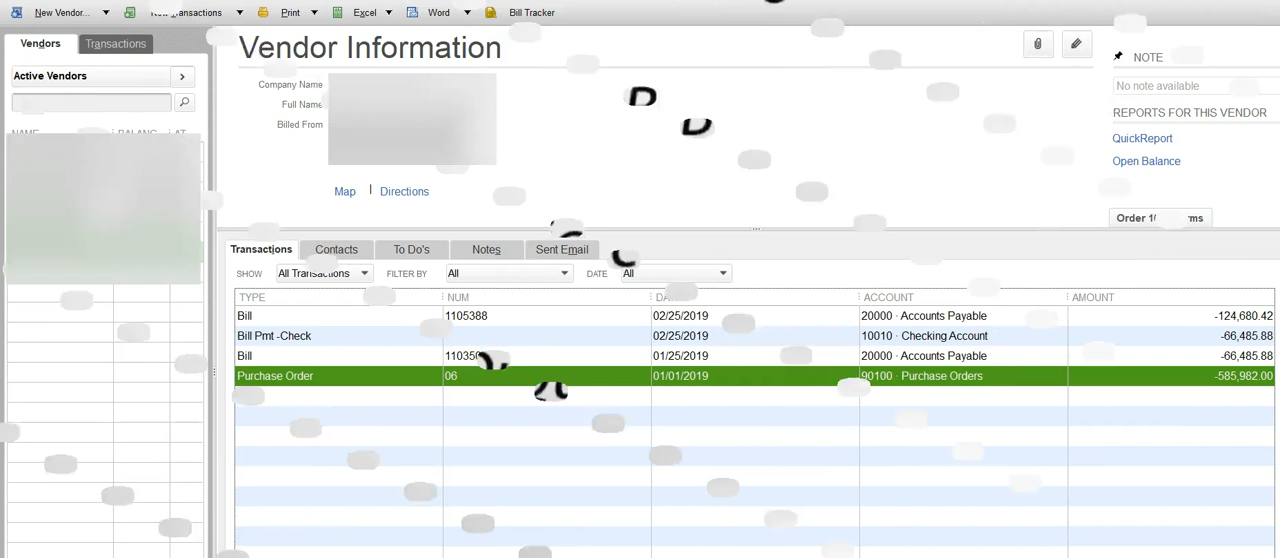 New Vendor... Transactions Print Excel Word Bill Tracker
Vendors Transactions
Active Vendors
NAME BALANC AT
Vendor Information
Company Name
Full Name
Billed From
Map Directions
NOTE
No note available
REPORTS FOR THIS VENDOR
QuickReport
Open Balance
Order
Transactions Contacts To Do's Notes Sent Email
SHOW All Transactions FILTER BY All DATE All
TYPE NUM ACCOUNT AMOUNT
Bill 1105388 02/25/2019 20000 · Accounts Payable -124,680.42
Bill Pmt -Check 02/25/2019 10010 · Checking Account -66,485.88
Bill 01/25/2019 20000 · Accounts Payable -66,485.88
Purchase Order 06 01/01/2019 90100 · Purchase Orders -585,982.00